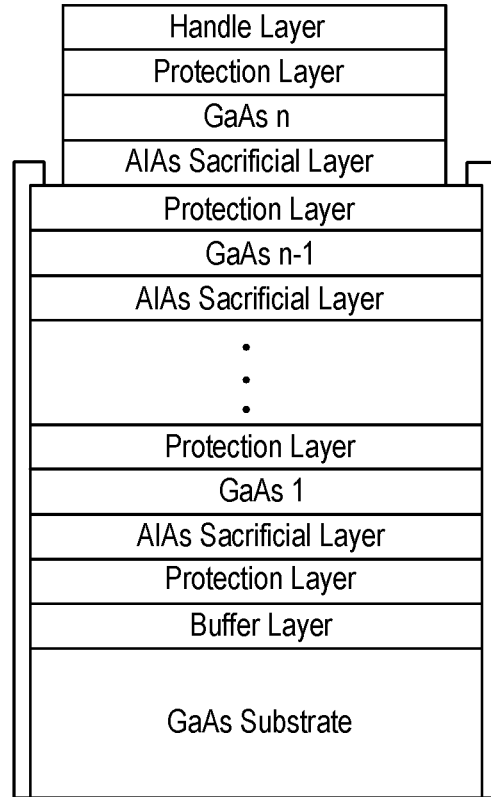 Handle Layer
Protection Layer
GaAs n
AlAs Sacrificial Layer
Protection Layer
GaAs n-1
AlAs Sacrificial Layer
Protection Layer
GaAs 1
AlAs Sacrificial Layer
Protection Layer
Buffer Layer
GaAs Substrate